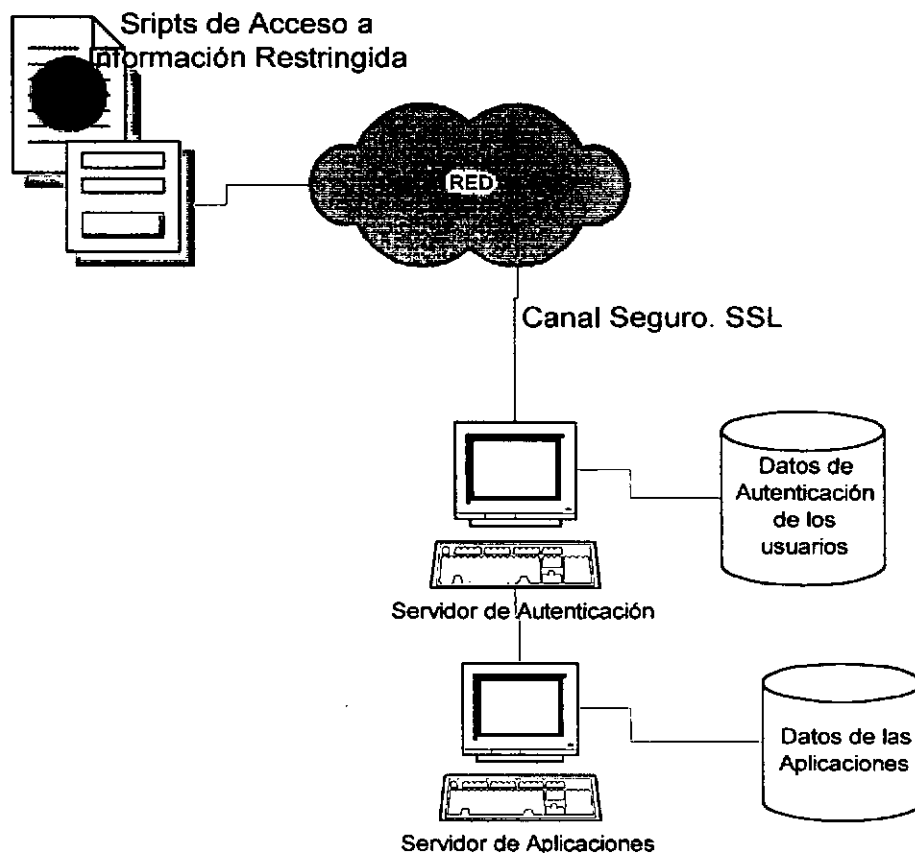 Sripts de Acceso a
nformación Restringida
RED
Canal Seguro. SSL
Datos de
Autenticación
de los
usuarios
Servidor de Autenticación
Datos de las
Aplicaciones
Servidor de Aplicaciones